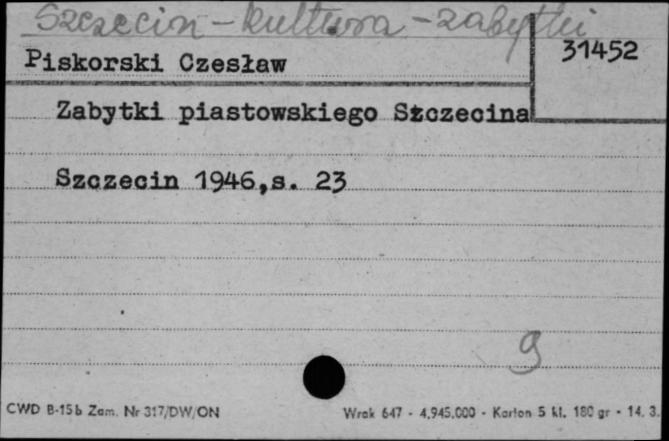 Szczecin - kultura - zabytki
31452
Piskorski Czesław
Zabytki piastowskiego Szczecina
Szczecin 1946,s. 23
9
CWD B-15b Zam. Nr 317/DW/ON
Wrak 647 - 4.945.000 - Karton 5 kl. 180 gr - 14. 3.